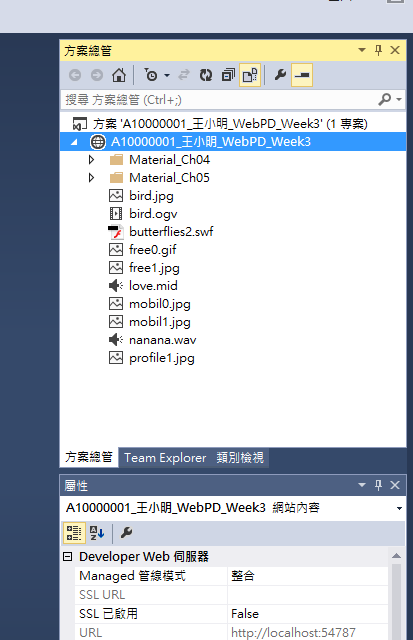 方案總管
搜尋 方案總管 (Ctrl+;)
方案 'A10000001_王小明_WebPD_Week3' (1 專案)
A10000001_王小明_WebPD_Week3
Material_Ch04
Material_Ch05
bird.jpg
bird.ogv
butterflies2.swf
free0.gif
free1.jpg
love.mid
mobil0.jpg
mobil1.jpg
nanana.wav
profile1.jpg
方案總管 Team Explorer 類別檢視
屬性
A10000001_王小明_WebPD_Week3 網站內容
Developer Web 伺服器
Managed 管線模式 整合
SSL URL
SSL 已啟用 False
URL http://localhost:54787